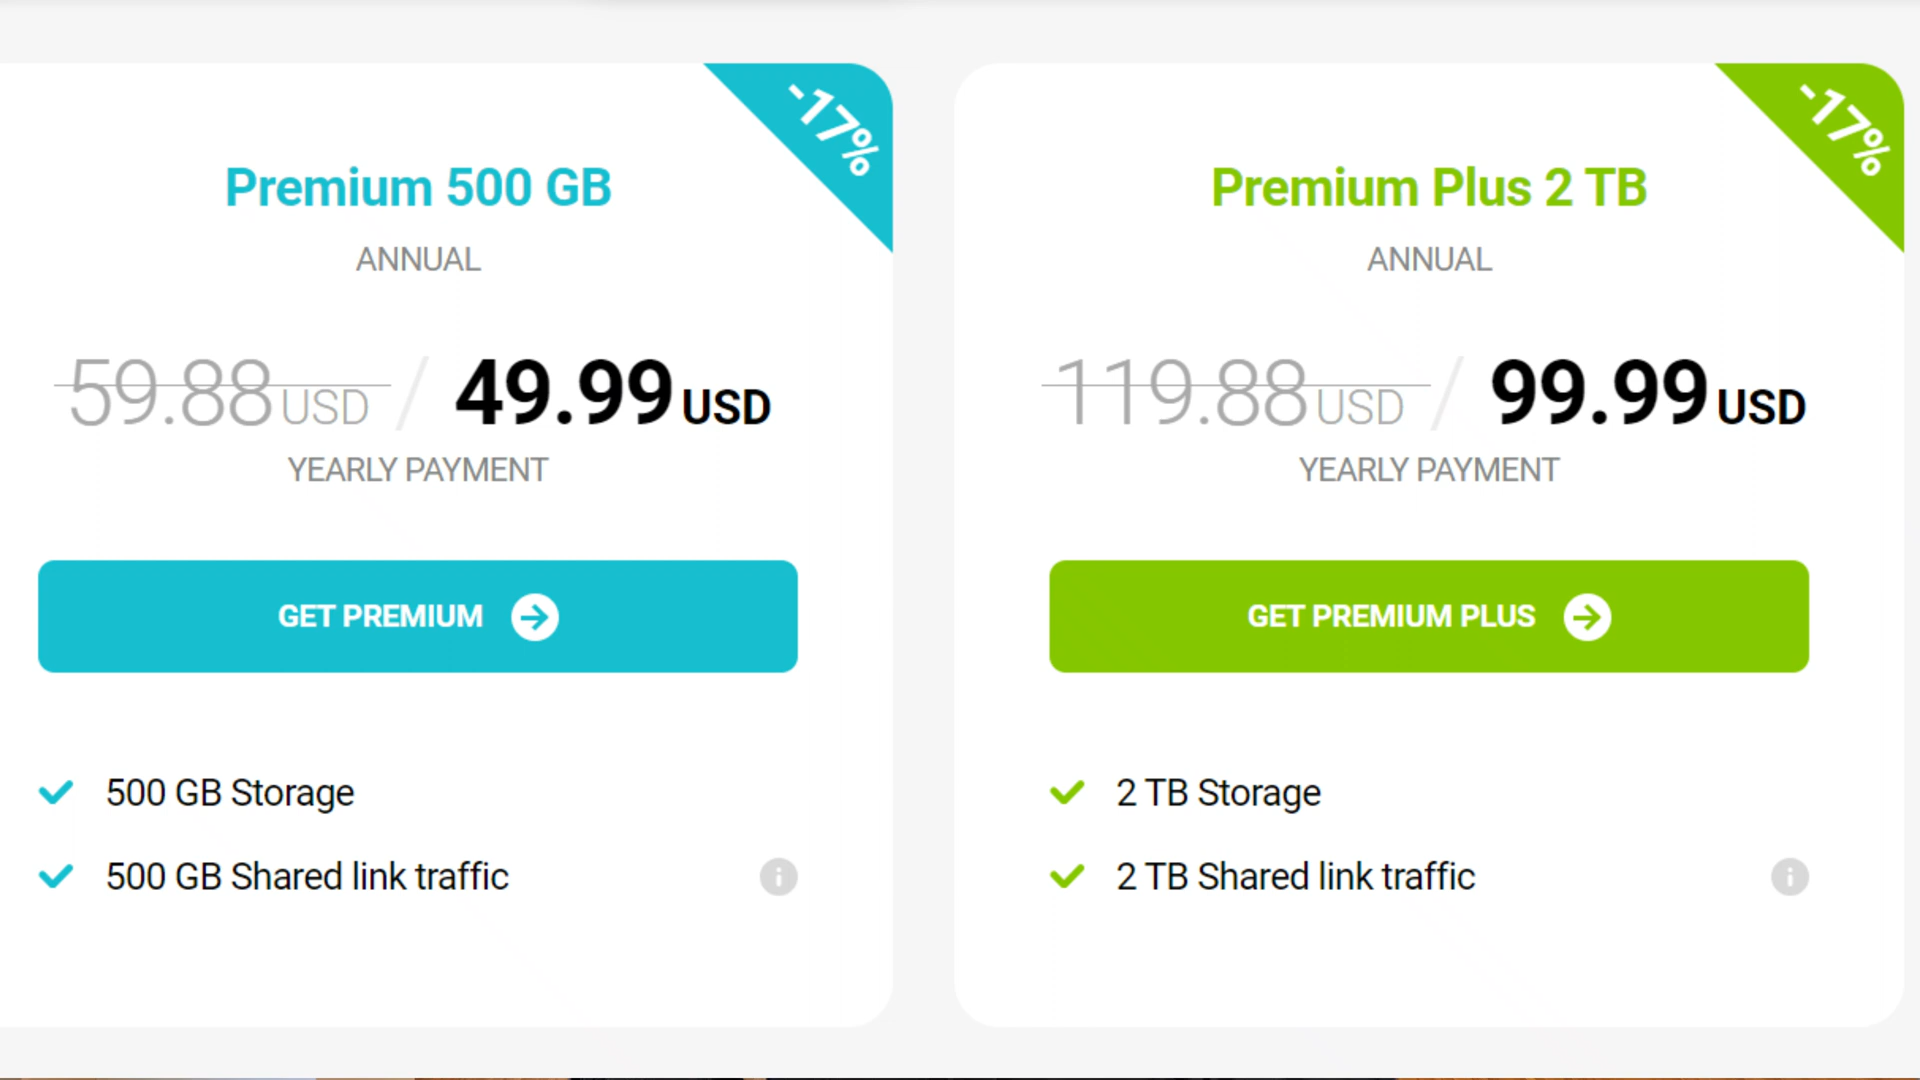 -17%
Premium 500 GB
ANNUAL
59.88 USD / 49.99 USD
YEARLY PAYMENT
GET PREMIUM
500 GB Storage
500 GB Shared link traffic
-17%
Premium Plus 2 TB
ANNUAL
119.88 USD / 99.99 USD
YEARLY PAYMENT
GET PREMIUM PLUS
2 TB Storage
2 TB Shared link traffic